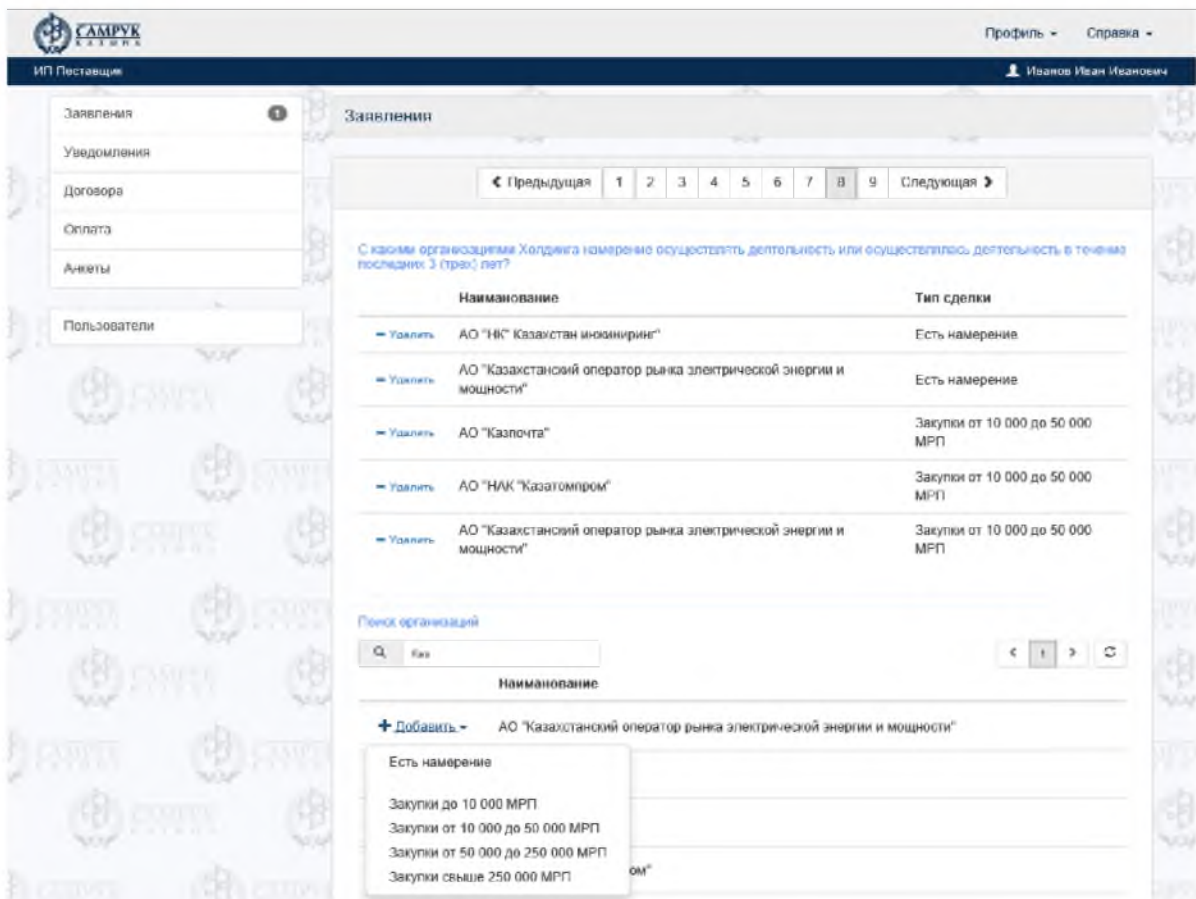 САМРУК
ҚАЗЫНА
Профиль
Справка
ИП Поставщик
Иванов Иван Иванович
Заявления 1
Уведомления
Договора
Оплата
Анкеты
Пользователи
Заявления
Предыдущая 1 2 3 4 5 6 7 8 9 Следующая
С какими организациями Холдинга намерение осуществлять деятельность или осуществлялась деятельность в течение
последних 3 (трех) лет?
Наиманование Тип сделки
Удалить АО "НК" Казахстан инжиниринг" Есть намерение
Удалить АО "Казахстанский оператор рынка электрической энергии и
мощности" Есть намерение
Удалить АО "Казпочта" Закупки от 10 000 до 50 000
МРП
Удалить АО "НАК "Казатомпром" Закупки от 10 000 до 50 000
МРП
Удалить АО "Казахстанский оператор рынка электрической энергии и
мощности" Закупки от 10 000 до 50 000
МРП
Поиск организаций
Каз
1
Наиманование
Добавить АО "Казахстанский оператор рынка электрической энергии и мощности"
Есть намерение
Закупки до 10 000 МРП
Закупки от 10 000 до 50 000 МРП
Закупки от 50 000 до 250 000 МРП
Закупки свыше 250 000 МРП
ом"